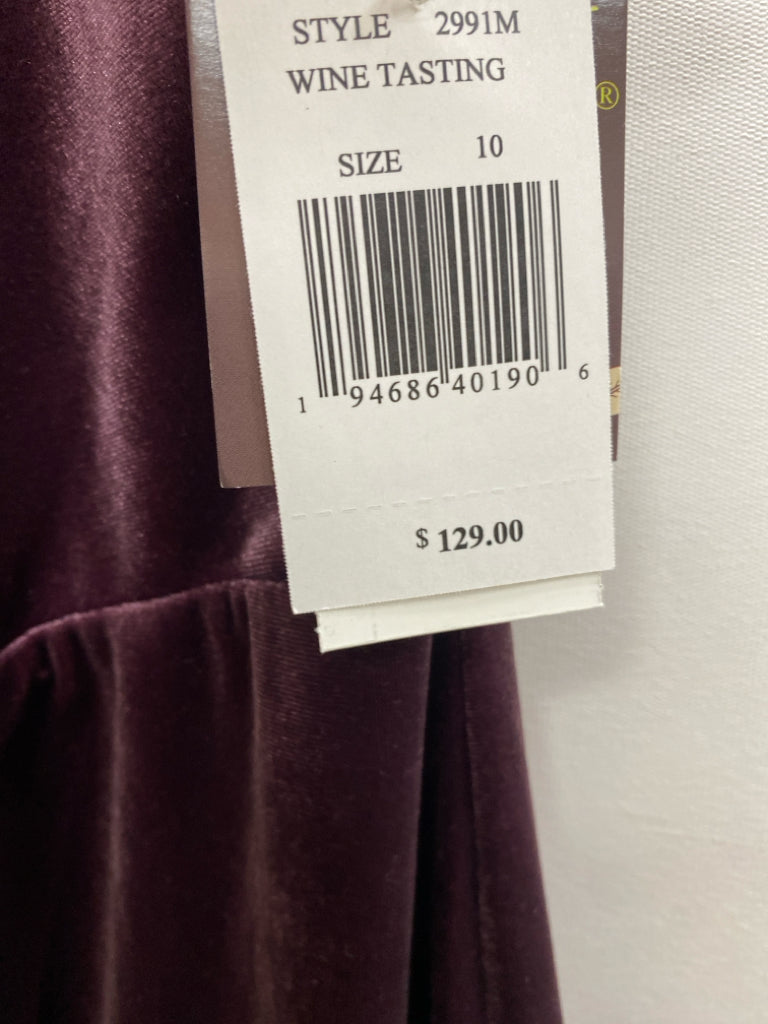 STYLE 2991M
WINE TASTING
SIZE 10
1 94686 40190 6
$ 129.00
®